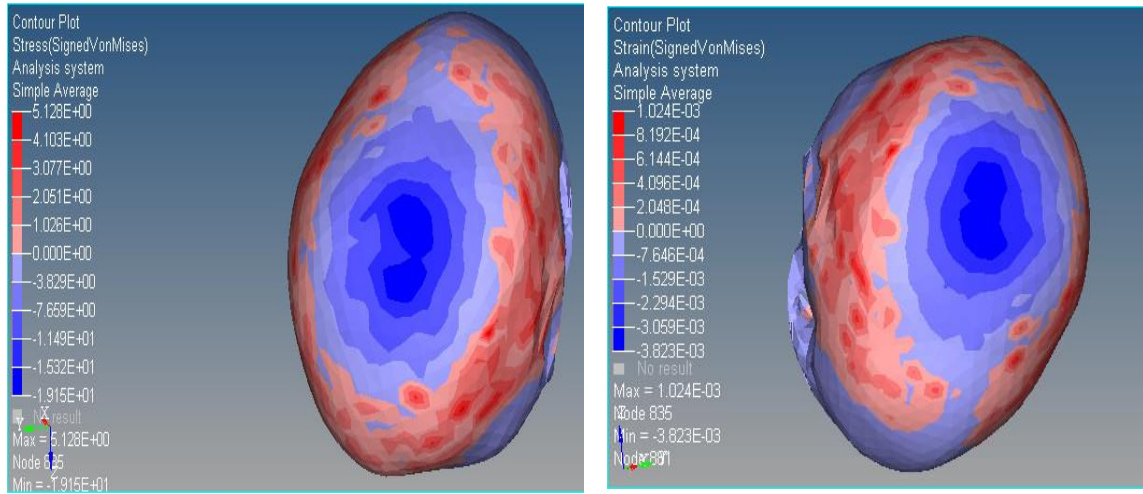 Contour Plot
Stress(SignedVonMises)
Analysis system
Simple Average
5.128E+00
4.103E+00
3.077E+00
2.051E+00
1.026E+00
0.000E+00
-3.829E+00
-7.659E+00
-1.149E+01
-1.532E+01
-1.915E+01
No result
Max = 5.128E+00
Node 835
Min = -1.915E+01
X
Y
Z
Contour Plot
Strain(SignedVonMises)
Analysis system
Simple Average
1.024E-03
8.192E-04
6.144E-04
4.096E-04
2.048E-04
0.000E+00
-7.646E-04
-1.529E-03
-2.294E-03
-3.059E-03
-3.823E-03
No result
Max = 1.024E-03
Node 835
Min = -3.823E-03
Z
X
Y